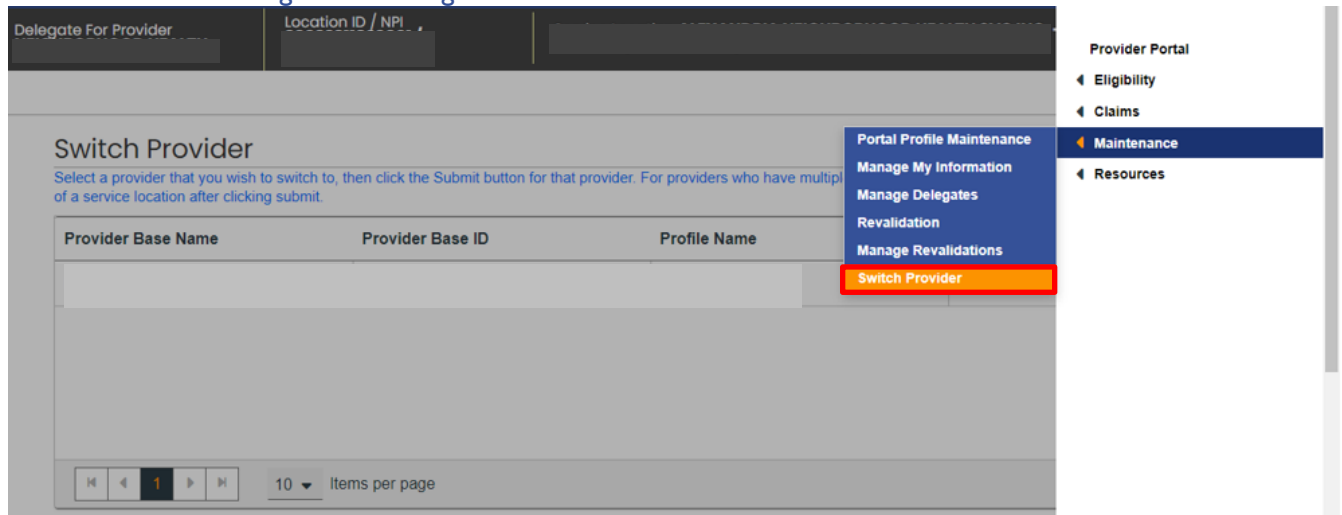 Delegate For Provider
Location ID / NPI
Provider Portal
Eligibility
Claims
Maintenance
Resources
Portal Profile Maintenance
Manage My Information
Manage Delegates
Revalidation
Manage Revalidations
Switch Provider
Switch Provider
Select a provider that you wish to switch to, then click the Submit button for that provider. For providers who have multipl
of a service location after clicking submit.
Provider Base Name Provider Base ID Profile Name
1 10 Items per page